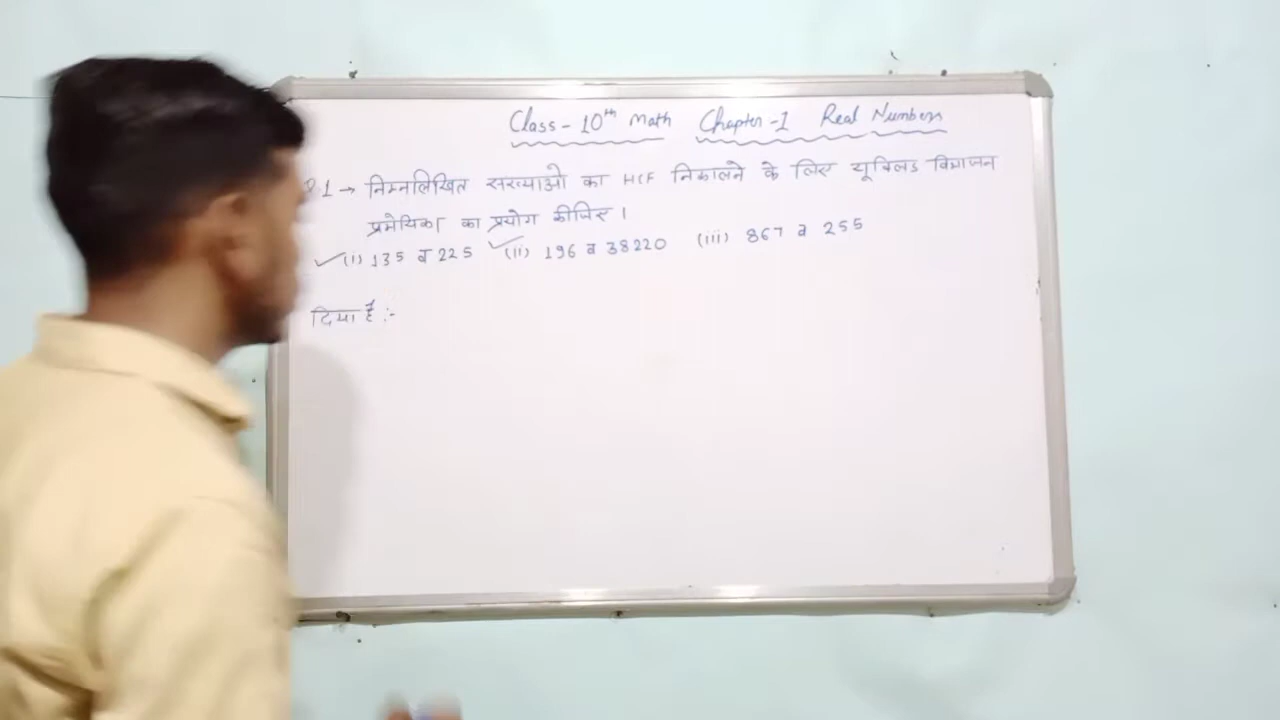 Class - 10th Math Chapter - 1 Real Numbers
1 → निम्नलिखित सख्याओ का HCF निकालने के लिए यूक्लिड विभाजन
प्रमेयिका का प्रयोग कीजिए।
(i) 135 व 225 (ii) 196 व 38220 (iii) 867 व 255
दिया है :-